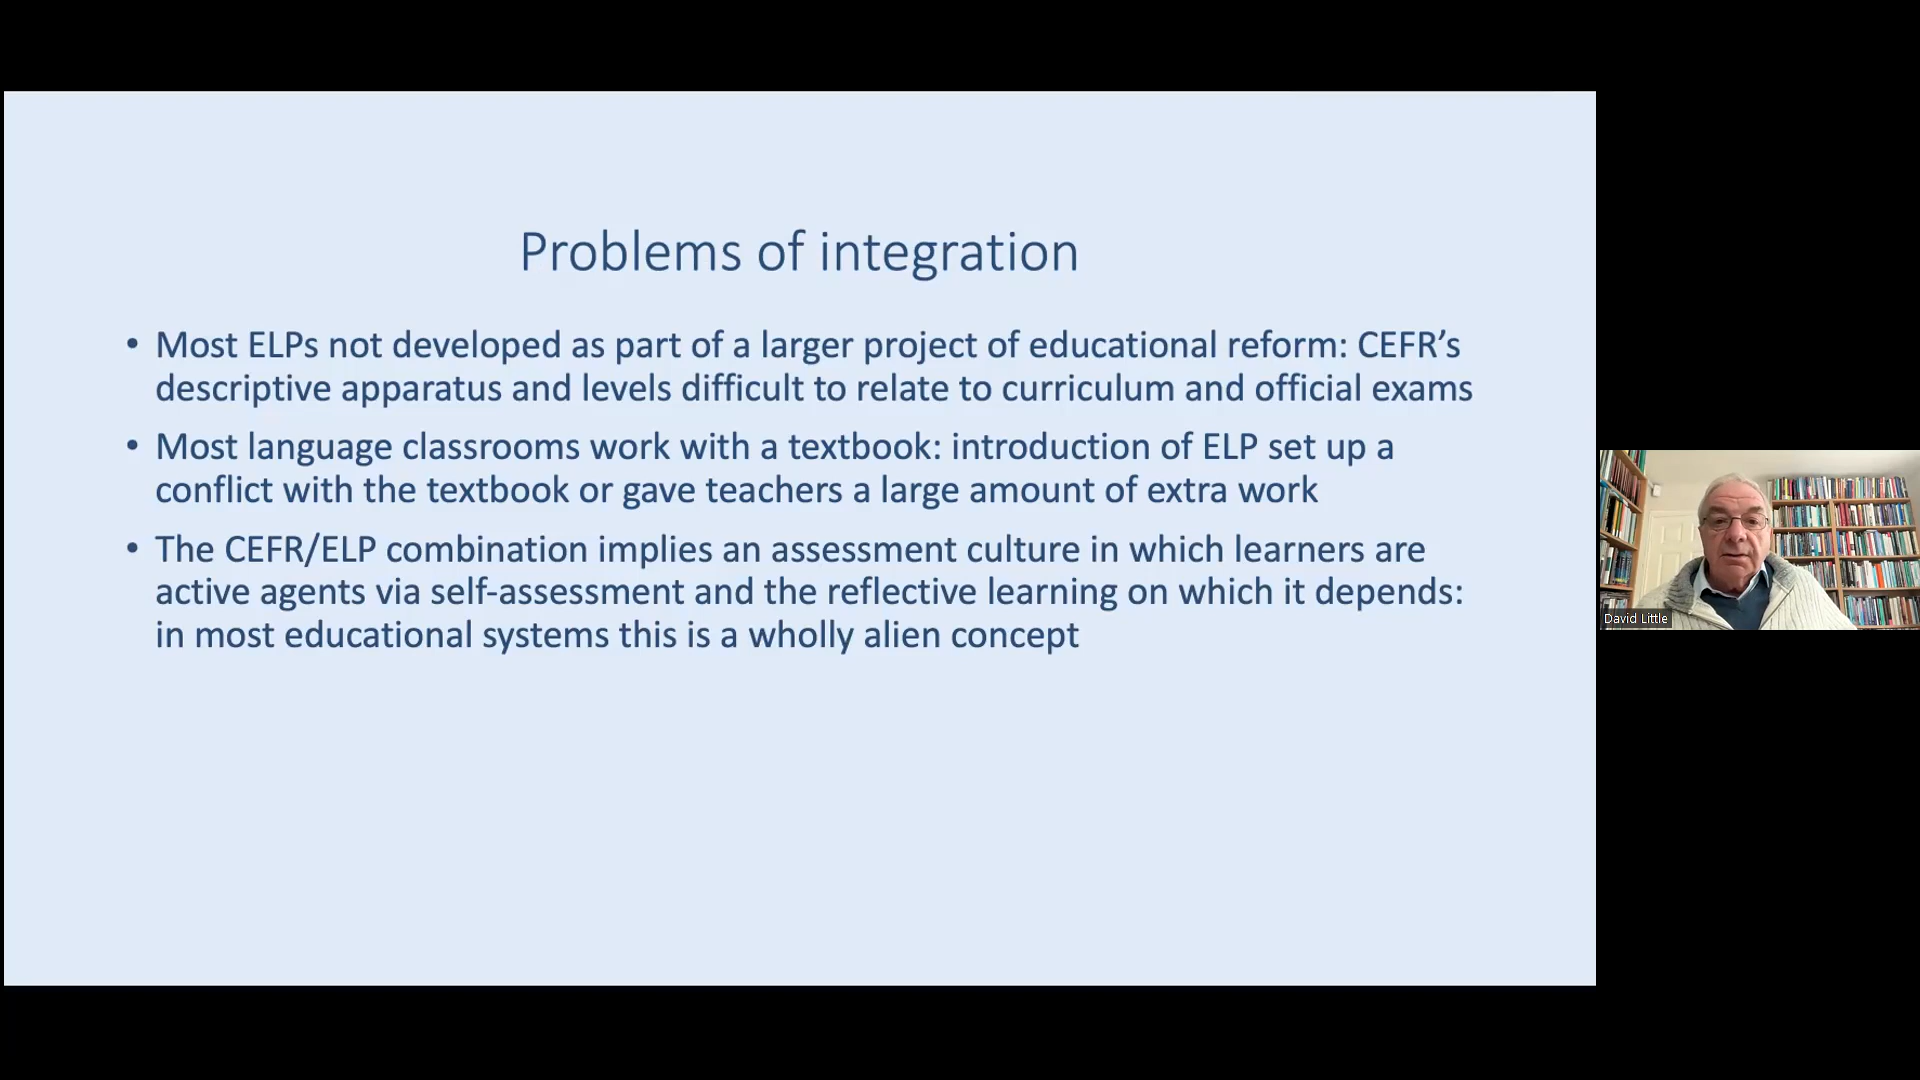 Problems of integration
• Most ELPs not developed as part of a larger project of educational reform: CEFR’s
descriptive apparatus and levels difficult to relate to curriculum and official exams
• Most language classrooms work with a textbook: introduction of ELP set up a
conflict with the textbook or gave teachers a large amount of extra work
• The CEFR/ELP combination implies an assessment culture in which learners are
active agents via self-assessment and the reflective learning on which it depends:
in most educational systems this is a wholly alien concept
David Little